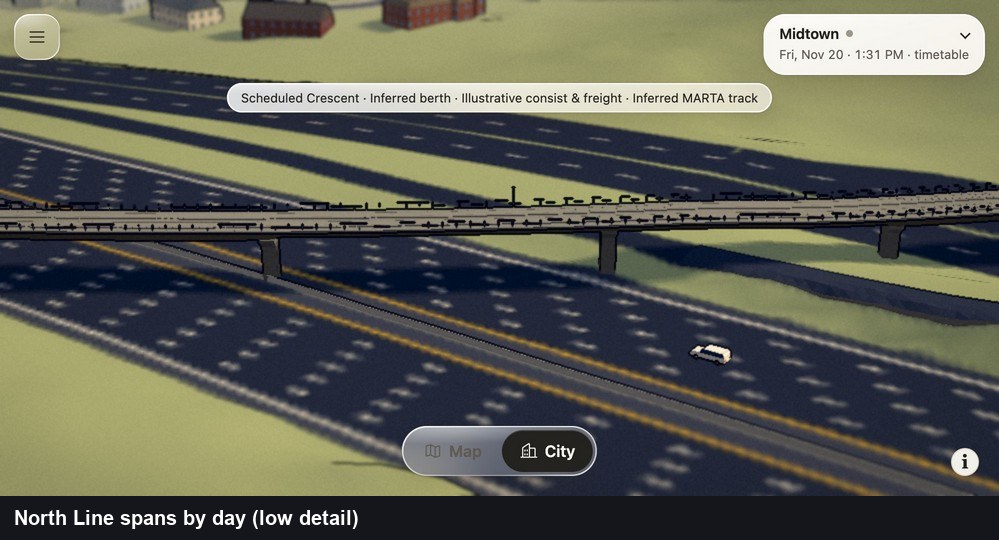 Midtown
Fri, Nov 20 · 1:31 PM · timetable
Scheduled Crescent · Inferred berth · Illustrative consist & freight · Inferred MARTA track
Map
City
i
North Line spans by day (low detail)